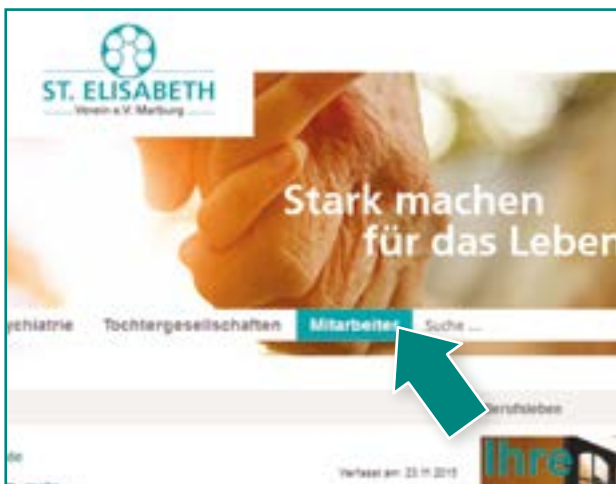 ST. ELISABETH
Verein e.V. Marburg
Stark machen
für das Leben
ychiatrie Tochtergesellschaften Mitarbeiter Suche ...
Berufsleben
de
Verfasst am: 23.11.2015
Ihre